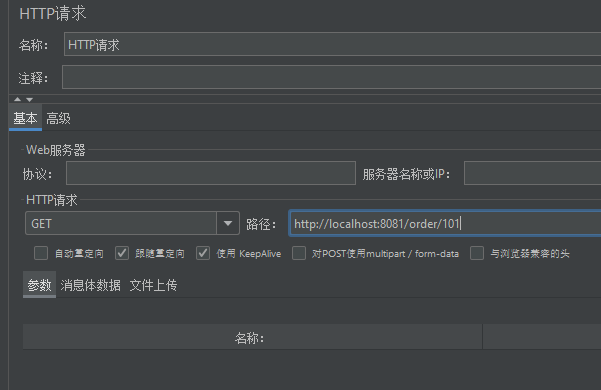 HTTP请求
名称： HTTP请求
注释：
基本 高级
Web服务器
协议： 服务器名称或IP：
HTTP请求
GET 路径： http://localhost:8081/order/101
自动重定向 跟随重定向 使用 KeepAlive 对POST使用multipart / form-data 与浏览器兼容的头
参数 消息体数据 文件上传
名称：